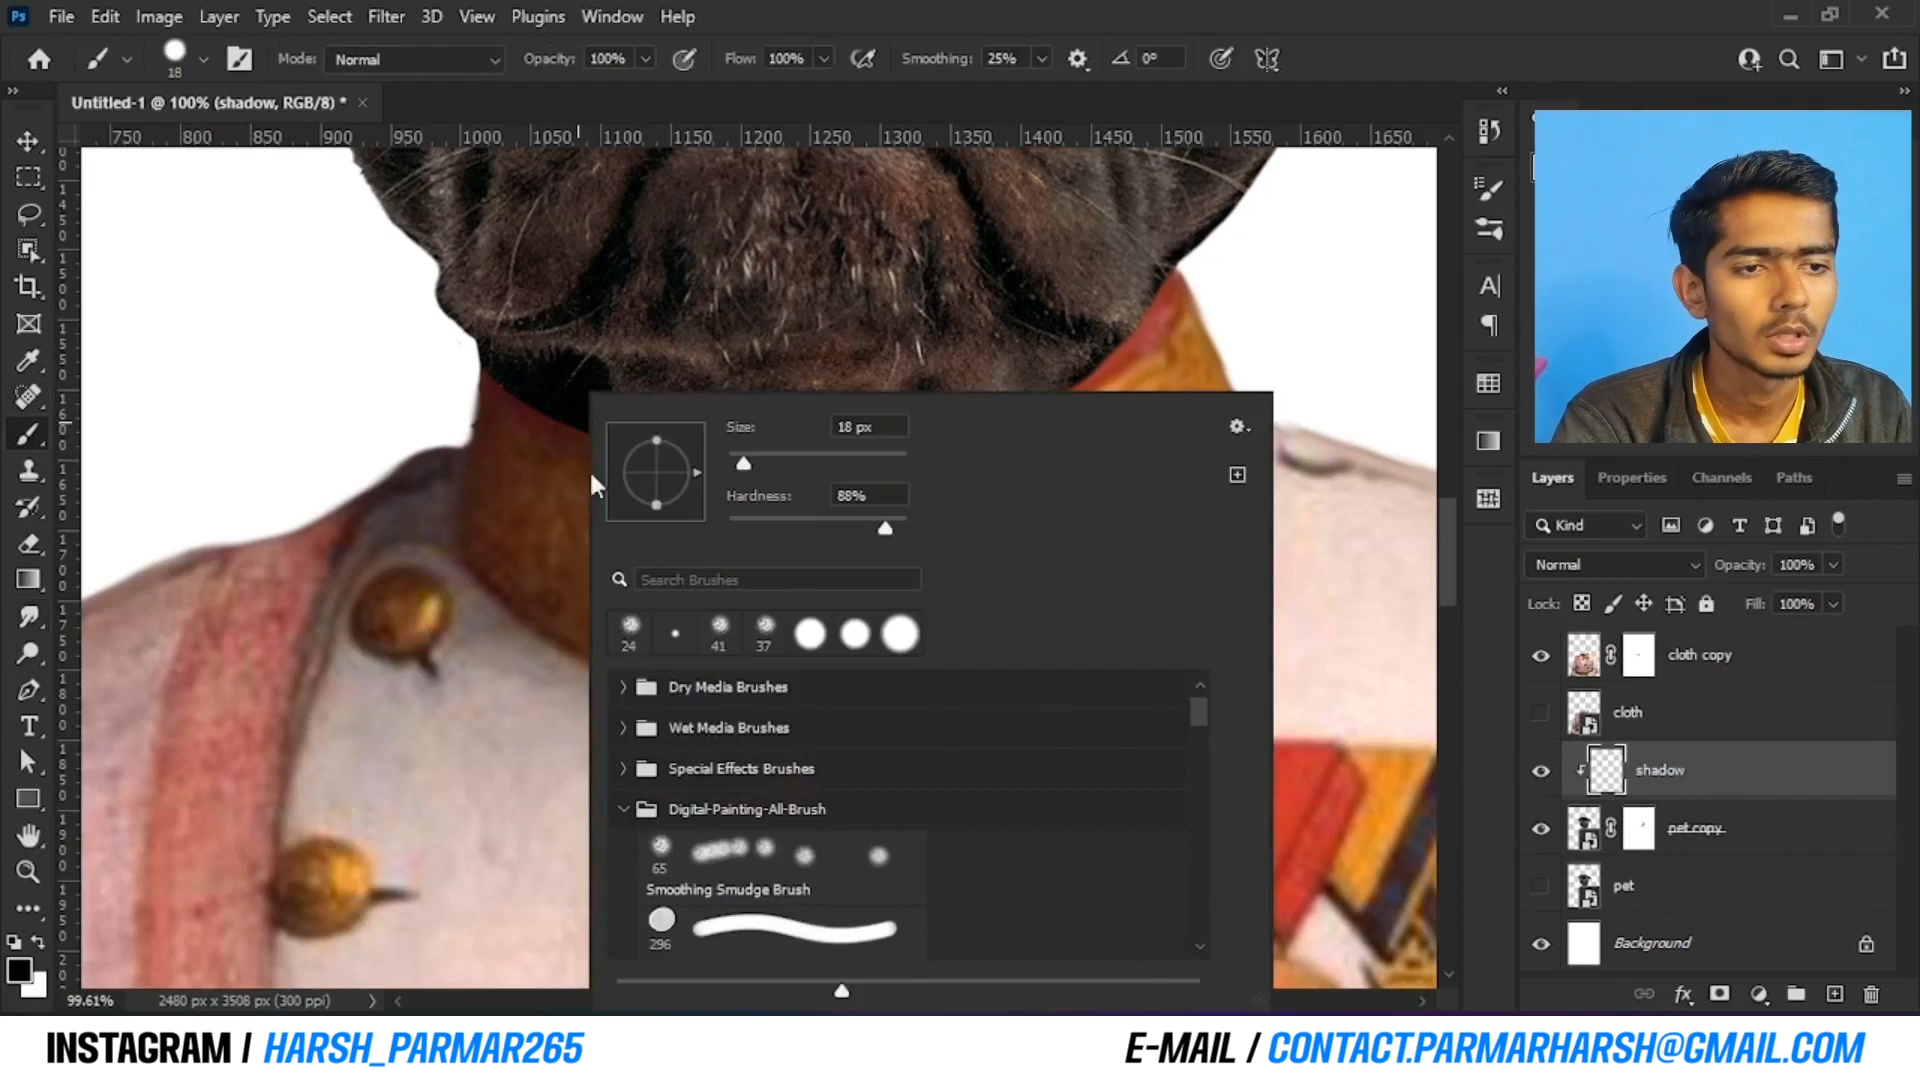 Ps File Edit Image Layer Type Select Filter 3D View Plugins Window Help
18 Mode: Normal Opacity: 100% Flow: 100% Smoothing: 25% 0°
Untitled-1 @ 100% (shadow, RGB/8) *
750 800 850 900 950 1000 1050 1100 1150 1200 1250 1300 1350 1400 1450 1500 1550 1600 1650
Size: 18 px
Hardness: 88%
Search Brushes
24 41 37
Dry Media Brushes
Wet Media Brushes
Special Effects Brushes
Digital-Painting-All-Brush
65
Smoothing Smudge Brush
296
Layers Properties Channels Paths
Kind
Normal Opacity: 100%
Lock: Fill: 100%
cloth copy
cloth
shadow
pet copy
pet
Background
99.61% 2480 px x 3508 px (300 ppi)
INSTAGRAM / HARSH_PARMAR265
E-MAIL / CONTACT.PARMARHARSH@GMAIL.COM